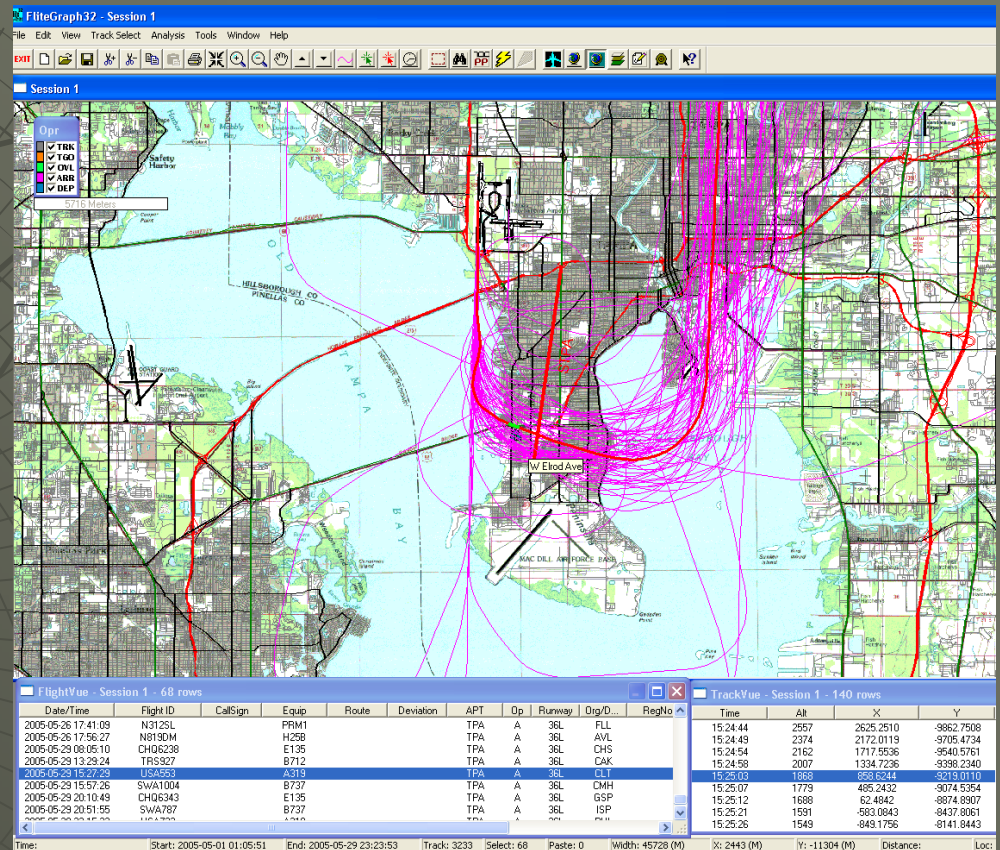 FliteGraph32 - Session 1
File Edit View Track Select Analysis Tools Window Help
EXIT
Session 1
Opr
TRK
TGO
OVL
ARR
DEP
5716 Meters
Safety
Harbor
HILLSBOROUGH CO
PINELLAS CO
OLD
TAMPA
BAY
COAST GUARD
STATION
W Elrod Ave
MAC DILL AIR FORCE BASE
Gadsden
Point
FlightVue - Session 1 - 68 rows
Date/Time Flight ID CallSign Equip Route Deviation APT Op Runway Org/D... RegNo
2005-05-26 17:41:09 N312SL PRM1 TPA A 36L FLL
2005-05-26 17:56:27 N819DM H25B TPA A 36L AVL
2005-05-29 08:05:10 CHQ6238 E135 TPA A 36L CHS
2005-05-29 13:29:24 TRS927 B712 TPA A 36L CAK
2005-05-29 15:27:29 USA553 A319 TPA A 36L CLT
2005-05-29 15:57:26 SWA1004 B737 TPA A 36L CMH
2005-05-29 20:10:49 CHQ6343 E135 TPA A 36L GSP
2005-05-29 20:51:55 SWA787 B737 TPA A 36L ISP
TrackVue - Session 1 - 140 rows
Time Alt X Y
15:24:44 2557 2625.2510 -9862.7508
15:24:49 2374 2172.0119 -9705.4734
15:24:54 2162 1717.5536 -9540.5761
15:24:58 2007 1334.7236 -9398.2340
15:25:03 1868 858.6244 -9219.0110
15:25:07 1779 485.2432 -9074.5354
15:25:12 1688 62.4842 -8874.8907
15:25:21 1591 -583.0843 -8437.8061
15:25:26 1549 -849.1756 -8141.8443
Time: Start: 2005-05-01 01:05:51 End: 2005-05-29 23:23:53 Track: 3233 Select: 68 Paste: 0 Width: 45728 (M) X: 2443 (M) Y: -11304 (M) Distance: Loc: